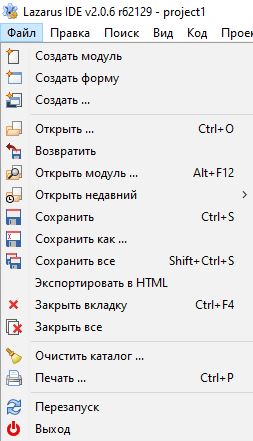 Lazarus IDE v2.0.6 r62129 - project1
Файл Правка Поиск Вид Код
Создать модуль
Создать форму
Создать ...
Открыть ... Ctrl+O
Возвратить
Открыть модуль ... Alt+F12
Открыть недавний
Сохранить Ctrl+S
Сохранить как ...
Сохранить все Shift+Ctrl+S
Экспортировать в HTML
Закрыть вкладку Ctrl+F4
Закрыть все
Очистить каталог ...
Печать ... Ctrl+P
Перезапуск
Выход